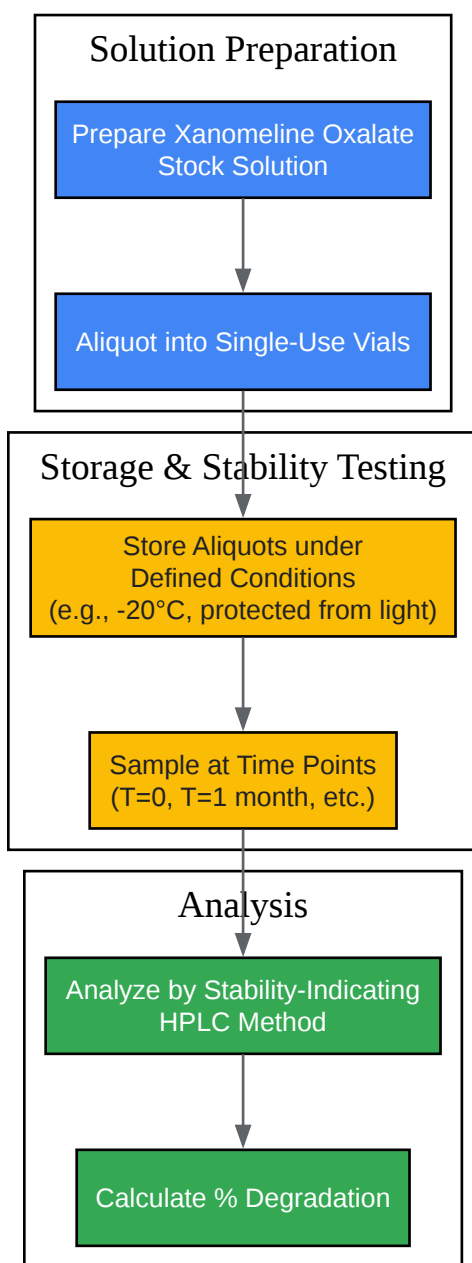 Solution Preparation
Prepare Xanomeline Oxalate
Stock Solution
Aliquot into Single-Use Vials
Storage & Stability Testing
Store Aliquots under
Defined Conditions
(e.g., -20°C, protected from light)
Sample at Time Points
(T=0, T=1 month, etc.)
Analysis
Analyze by Stability-Indicating
HPLC Method
Calculate % Degradation